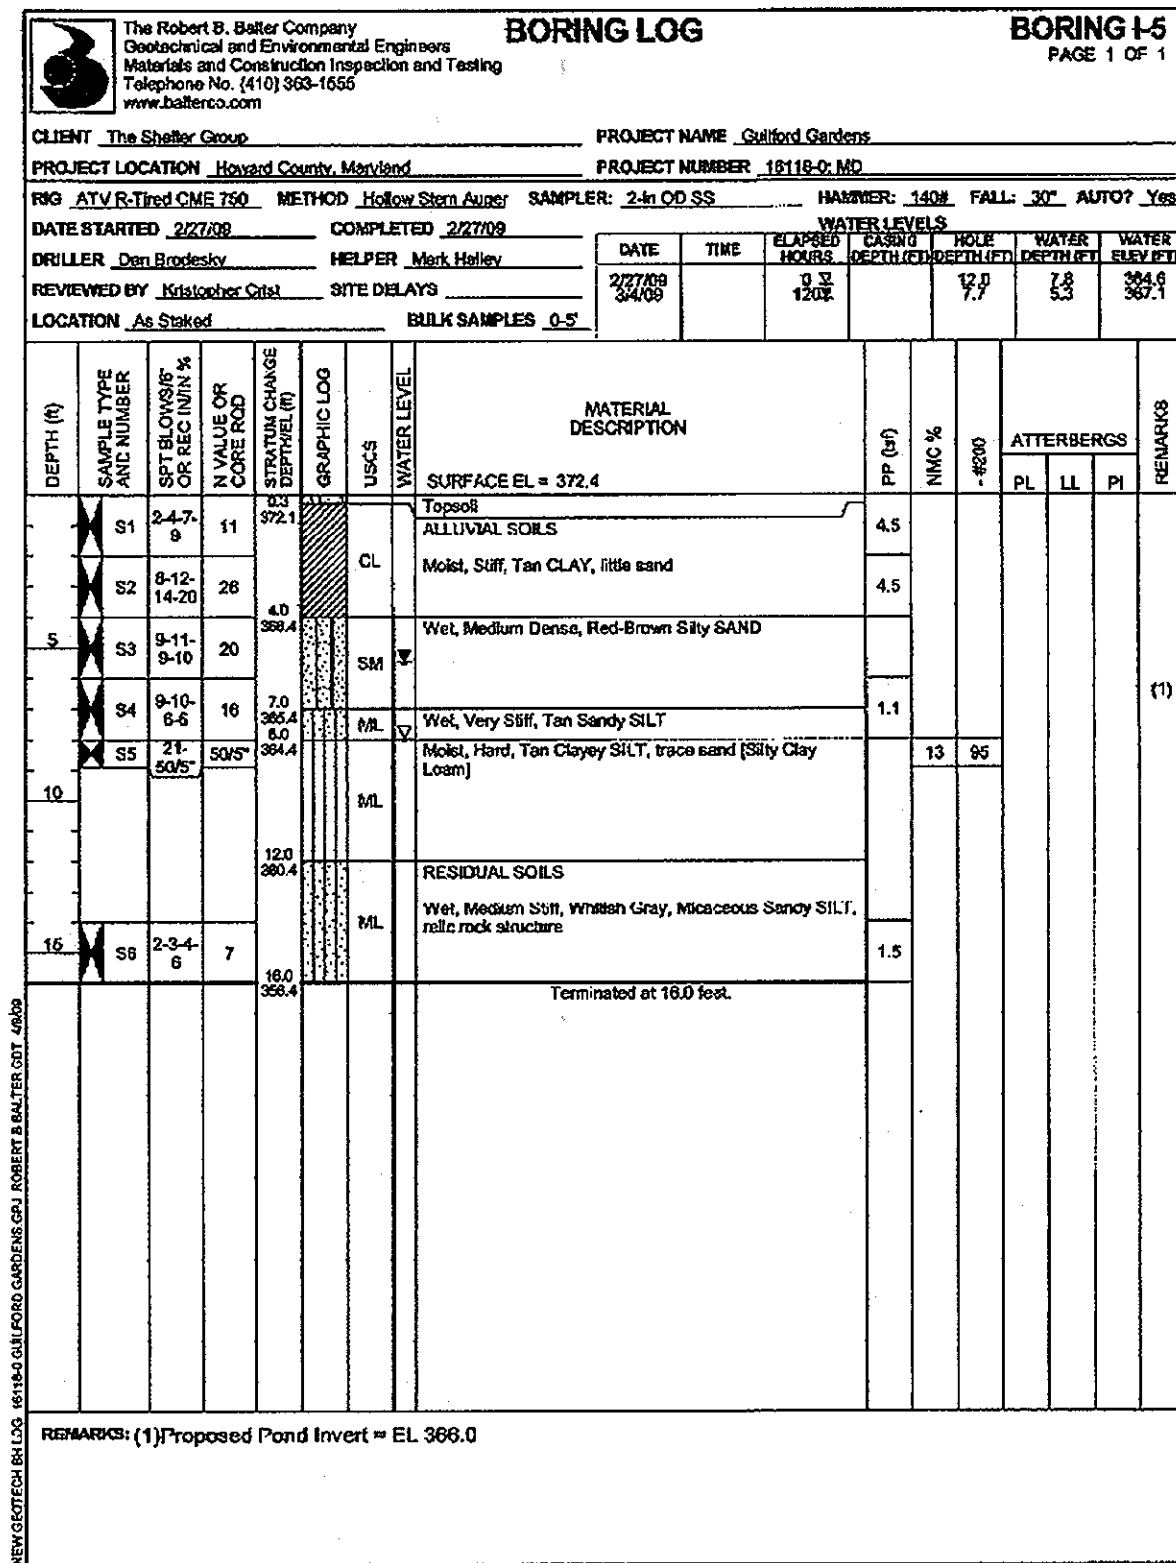 The Robert B. Balter Company
Geotechnical and Environmental Engineers
Materials and Construction Inspection and Testing
Telephone No. (410) 363-1555
www.balterco.com
BORING LOG
BORING I-5
PAGE 1 OF 1
CLIENT The Shelter Group PROJECT NAME Guilford Gardens
PROJECT LOCATION Howard County, Maryland PROJECT NUMBER 16118-0; MD
RIG ATV R-Tired CME 750 METHOD Hollow Stem Auger SAMPLER: 2-in OD SS HAMMER: 140# FALL: 30" AUTO? Yes
DATE STARTED 2/27/09 COMPLETED 2/27/09
DRILLER Dan Brodesky HELPER Mark Halley
REVIEWED BY Kristopher Crist SITE DELAYS
LOCATION As Staked BULK SAMPLES 0-5'
WATER LEVELS
DATE TIME ELAPSED HOURS CASING DEPTH (FT) HOLE DEPTH (FT) WATER DEPTH (FT) WATER ELEV (FT)
2/27/09 0 12.0 7.8 364.6
3/4/09 120 7.7 5.3 367.1
DEPTH (ft)
SAMPLE TYPE AND NUMBER
SPT BLOWS/6" OR REC IN/IN %
N VALUE OR CORE RQD
STRATUM CHANGE DEPTH/EL (ft)
GRAPHIC LOG
USCS
WATER LEVEL
MATERIAL DESCRIPTION
SURFACE EL = 372.4
PP (tsf)
NMC %
-#200
ATTERBERGS
PL LL PI
REMARKS
0.3
372.1
Topsoil
S1 2-4-7-9 11 4.5
ALLUVIAL SOILS
CL Moist, Stiff, Tan CLAY, little sand
S2 8-12-14-20 26 4.5
4.0
368.4
Wet, Medium Dense, Red-Brown Silty SAND
5 S3 9-11-9-10 20
SM
S4 9-10-6-6 16 1.1
(1)
7.0
365.4
ML Wet, Very Stiff, Tan Sandy SILT
8.0
364.4
S5 21-50/5" 50/5" 13 95
Moist, Hard, Tan Clayey SILT, trace sand [Silty Clay
Loam]
10
ML
12.0
360.4
RESIDUAL SOILS
ML Wet, Medium Stiff, Whitish Gray, Micaceous Sandy SILT,
relic rock structure
15 S6 2-3-4-6 7 1.5
16.0
356.4
Terminated at 16.0 feet.
REMARKS: (1)Proposed Pond Invert = EL 366.0
NEW GEOTECH BH LOG 16118-0 GUILFORD GARDENS.GPJ ROBERT B BALTER.GDT 4/9/09